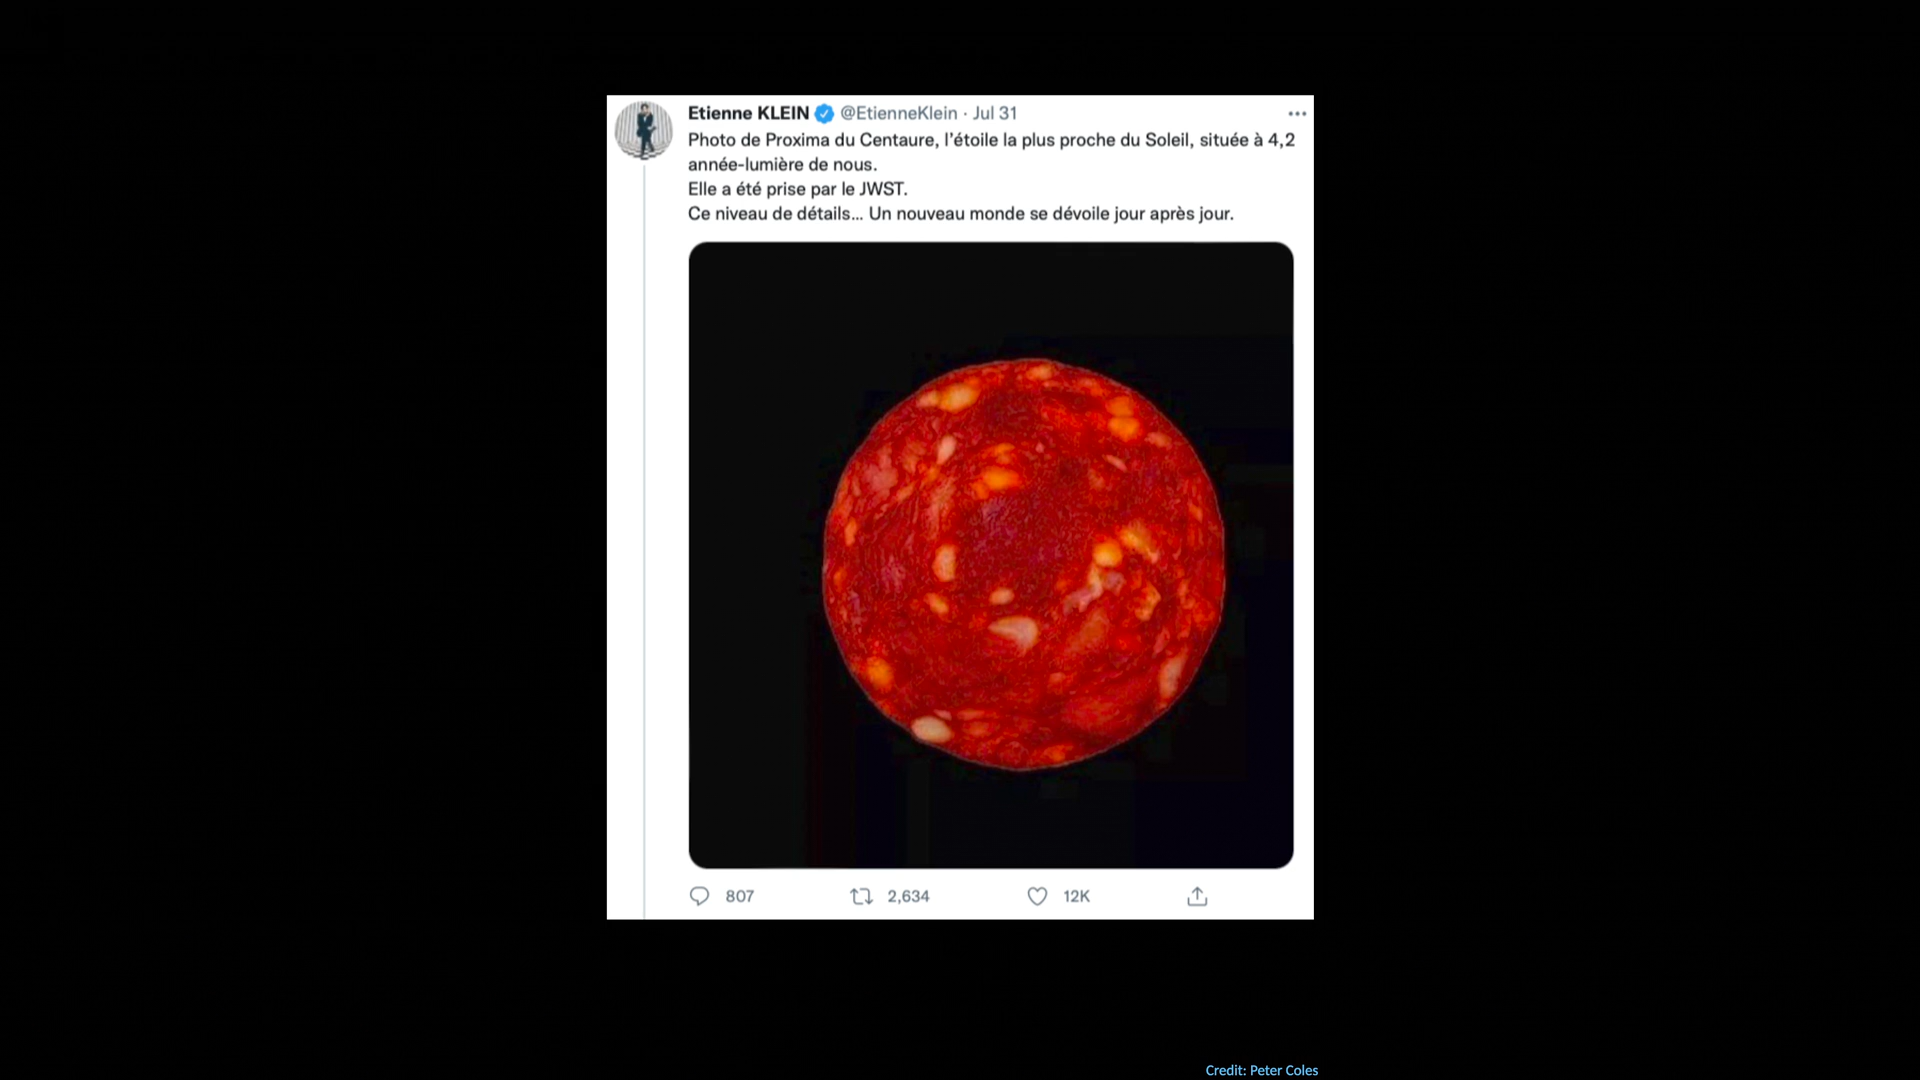 Etienne KLEIN @EtienneKlein · Jul 31
Photo de Proxima du Centaure, l’étoile la plus proche du Soleil, située à 4,2
année-lumière de nous.
Elle a été prise par le JWST.
Ce niveau de détails… Un nouveau monde se dévoile jour après jour.
807 2,634 12K
Credit: Peter Coles